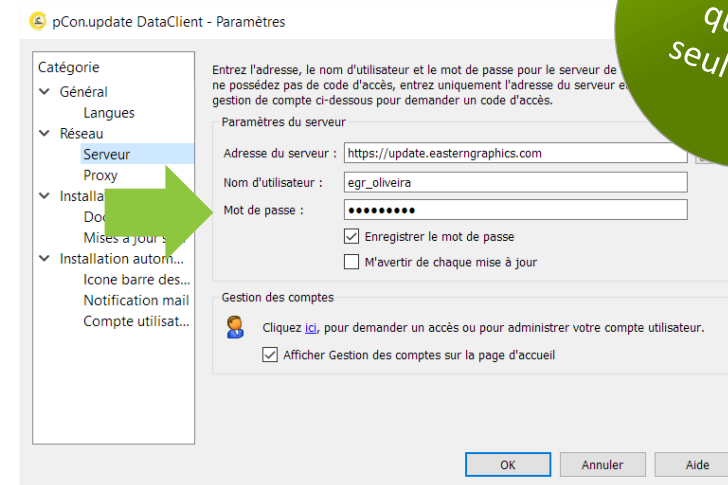 pCon.update DataClient - Paramètres
qu
seul
Catégorie
Général
Langues
Réseau
Serveur
Proxy
Installa
Do
Mises à jour s
Installation autom...
Icone barre des...
Notification mail
Compte utilisat...
Entrez l'adresse, le nom d'utilisateur et le mot de passe pour le serveur de
ne possédez pas de code d'accès, entrez uniquement l'adresse du serveur e
gestion de compte ci-dessous pour demander un code d'accès.
Paramètres du serveur
Adresse du serveur : https://update.easterngraphics.com
Nom d'utilisateur : egr_oliveira
Mot de passe : •••••••••
Enregistrer le mot de passe
M'avertir de chaque mise à jour
Gestion des comptes
Cliquez ici, pour demander un accès ou pour administrer votre compte utilisateur.
Afficher Gestion des comptes sur la page d'accueil
OK Annuler Aide